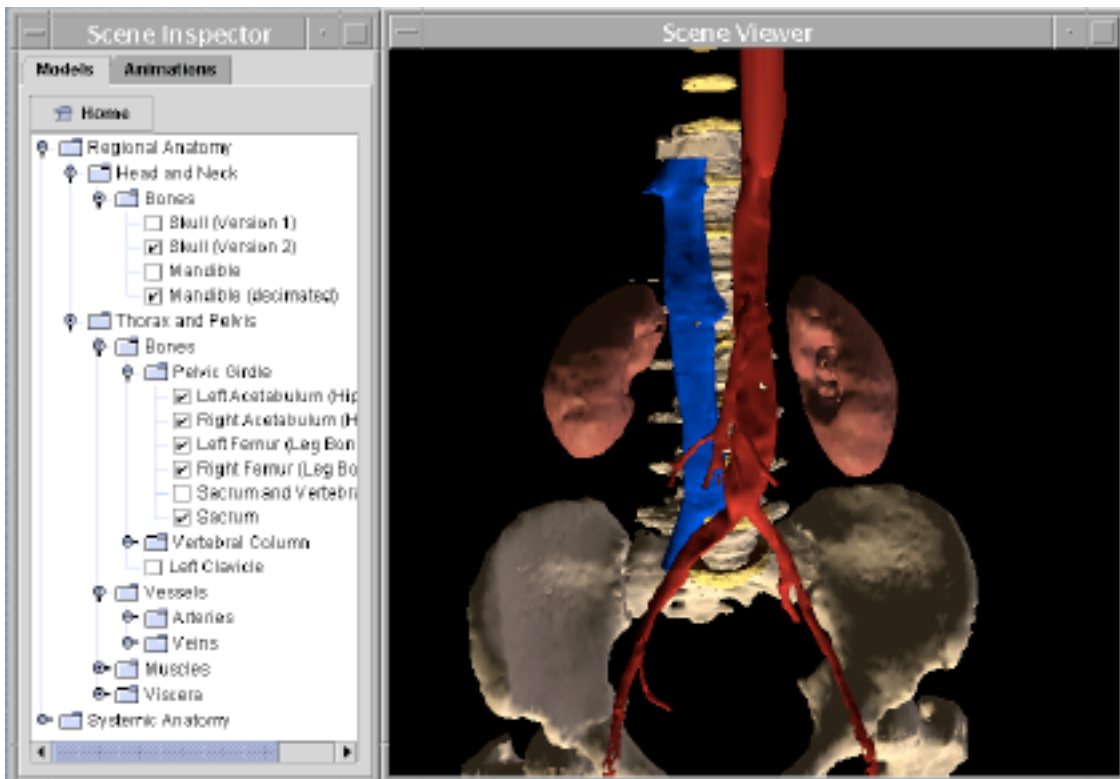 Scene Inspector
Scene Viewer
Models
Animations
Home
Regional Anatomy
Head and Neck
Bones
Skull (Version 1)
Skull (Version 2)
Mandible
Mandible (decimated)
Thorax and Pelvis
Bones
Pelvic Girdle
Left Acetabulum (Hip
Right Acetabulum (H
Left Femur (Leg Bon
Right Femur (Leg Bo
Sacrum and Vertebra
Sacrum
Vertebral Column
Left Clavicle
Vessels
Arteries
Veins
Muscles
Viscera
Systemic Anatomy